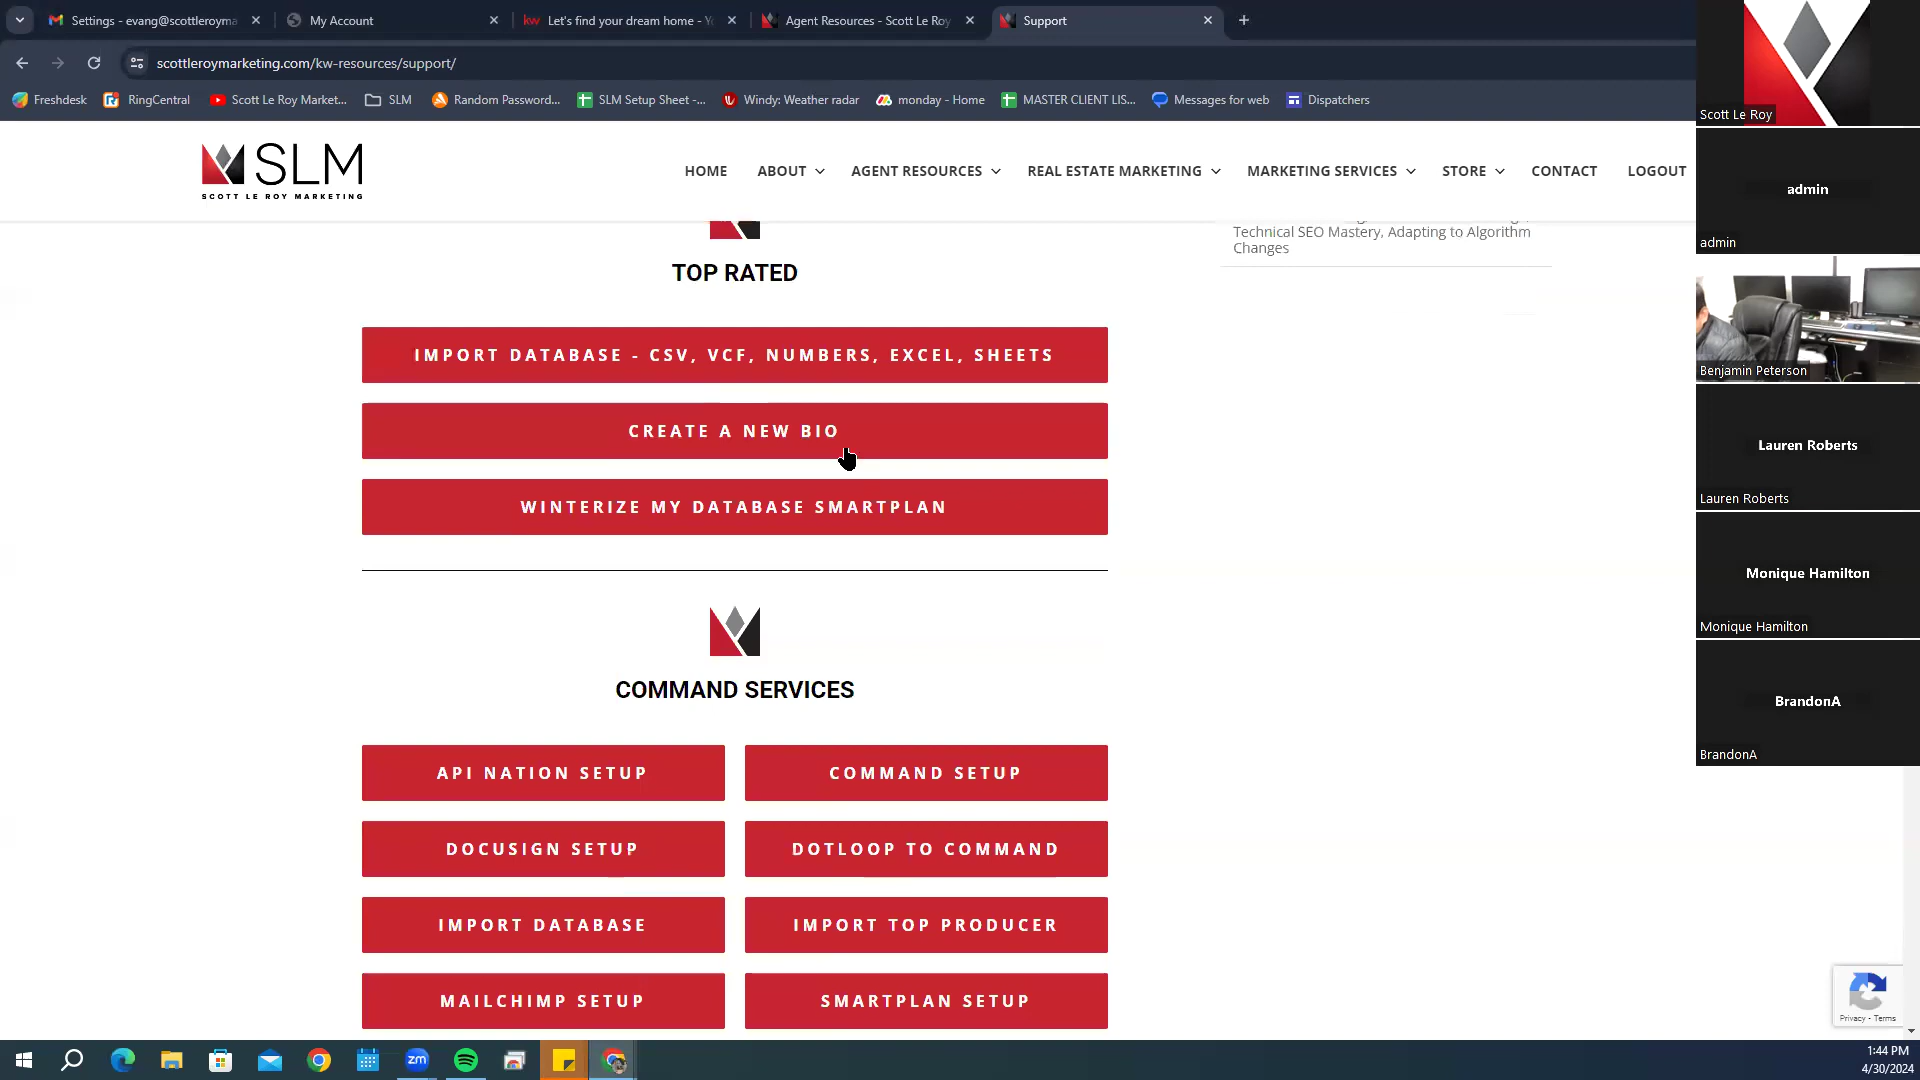 Settings - evang@scottleroyma
My Account
Let's find your dream home - Y
Agent Resources - Scott Le Roy
Support
scottleroymarketing.com/kw-resources/support/
Freshdesk
RingCentral
Scott Le Roy Market...
SLM
Random Password...
SLM Setup Sheet -...
Windy: Weather radar
monday - Home
MASTER CLIENT LIS...
Messages for web
Dispatchers
SLM
SCOTT LE ROY MARKETING
HOME
ABOUT
AGENT RESOURCES
REAL ESTATE MARKETING
MARKETING SERVICES
STORE
CONTACT
LOGOUT
Technical SEO Mastery, Adapting to Algorithm
Changes
TOP RATED
IMPORT DATABASE - CSV, VCF, NUMBERS, EXCEL, SHEETS
CREATE A NEW BIO
WINTERIZE MY DATABASE SMARTPLAN
COMMAND SERVICES
API NATION SETUP
COMMAND SETUP
DOCUSIGN SETUP
DOTLOOP TO COMMAND
IMPORT DATABASE
IMPORT TOP PRODUCER
MAILCHIMP SETUP
SMARTPLAN SETUP
Scott Le Roy
admin
admin
Benjamin Peterson
Lauren Roberts
Lauren Roberts
Monique Hamilton
Monique Hamilton
BrandonA
BrandonA
Privacy - Terms
kw
zm
1:44 PM
4/30/2024